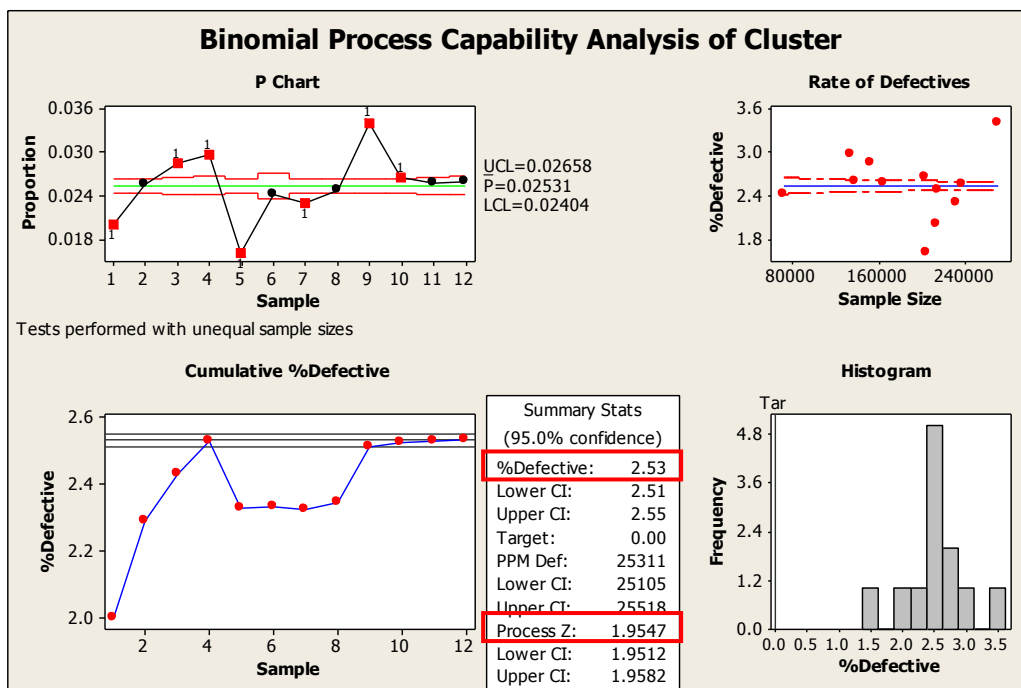 Binomial Process Capability Analysis of Cluster
P Chart
Proportion
0.036
0.030
0.024
0.018
1
1
1
1
1
1
1
1 2 3 4 5 6 7 8 9 10 11 12
Sample
UCL=0.02658
P=0.02531
LCL=0.02404
Tests performed with unequal sample sizes
Rate of Defectives
%Defective
3.6
3.0
2.4
1.8
80000 160000 240000
Sample Size
Cumulative %Defective
%Defective
2.6
2.4
2.2
2.0
2 4 6 8 10 12
Sample
Summary Stats
(95.0% confidence)
%Defective: 2.53
Lower CI: 2.51
Upper CI: 2.55
Target: 0.00
PPM Def: 25311
Lower CI: 25105
Upper CI: 25518
Process Z: 1.9547
Lower CI: 1.9512
Upper CI: 1.9582
Histogram
Tar
Frequency
4.8
3.6
2.4
1.2
0.0
0.0 0.5 1.0 1.5 2.0 2.5 3.0 3.5
%Defective